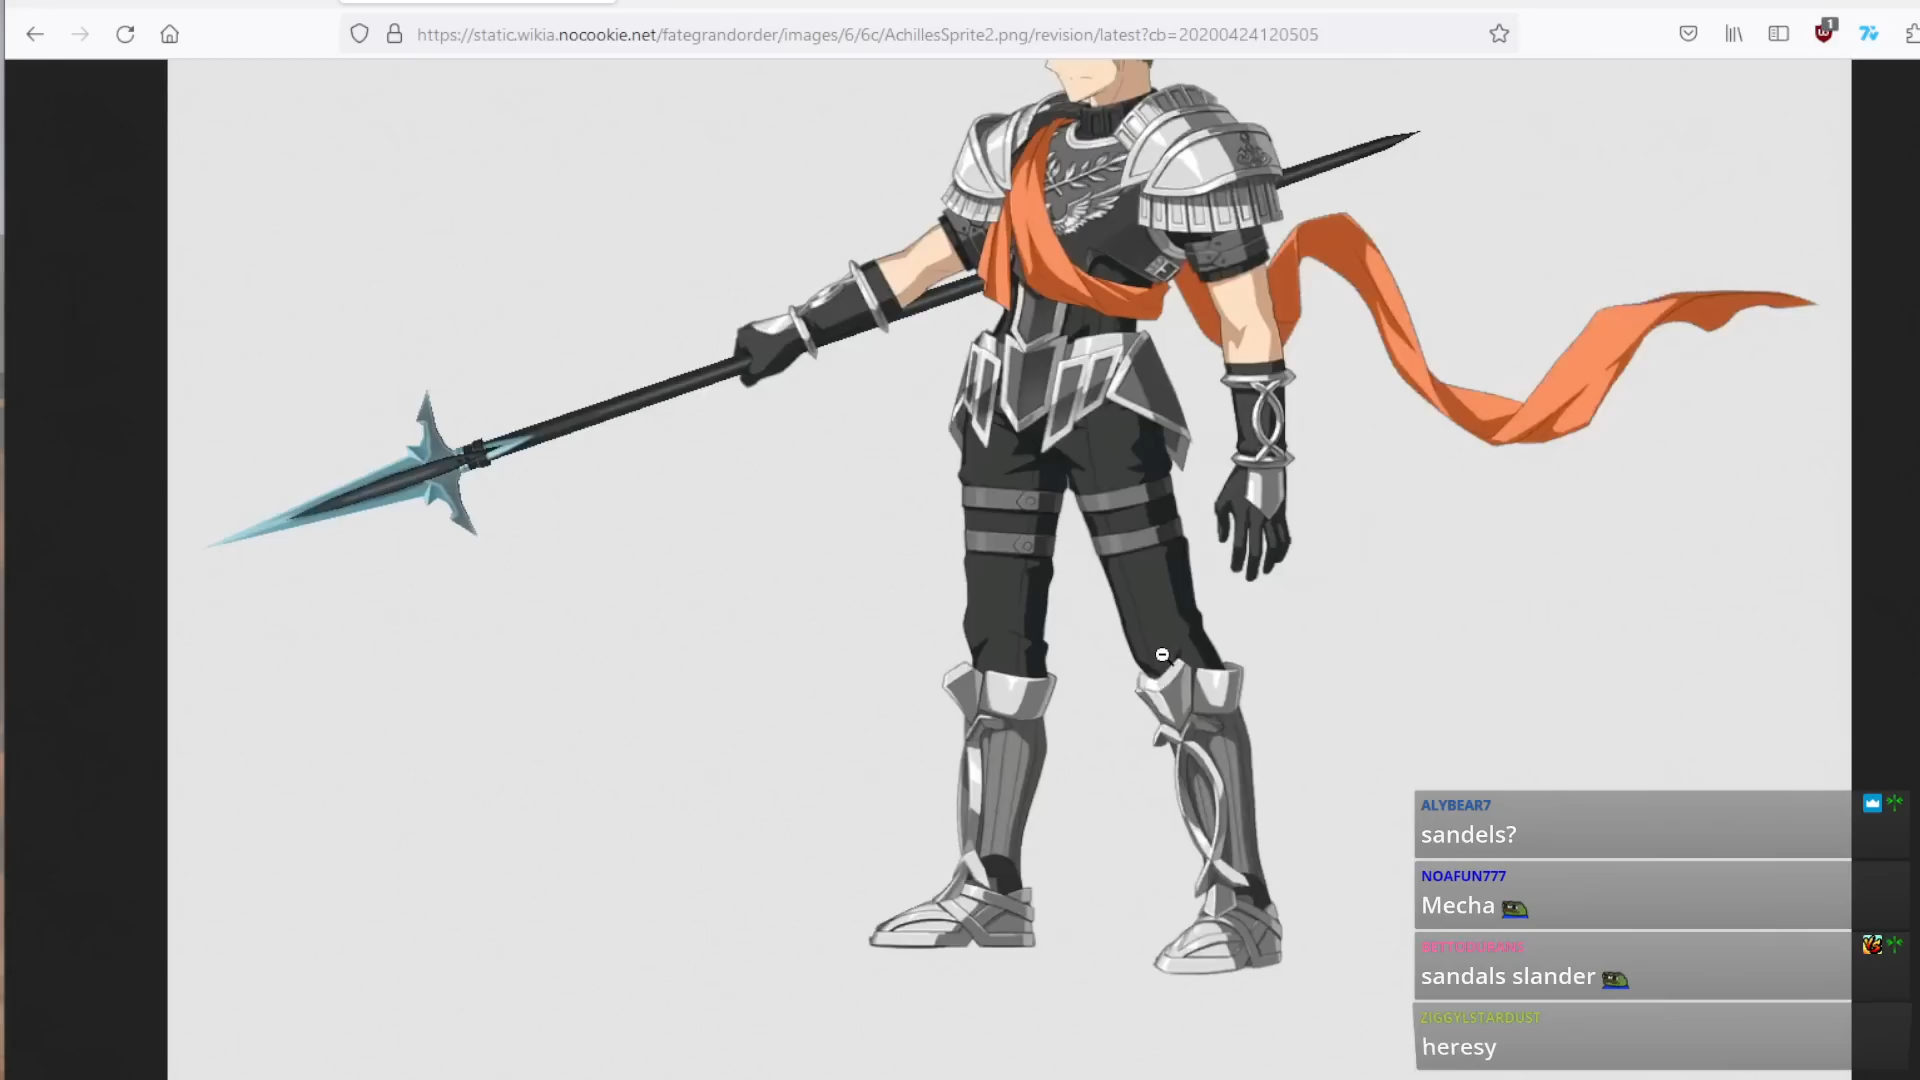 https://static.wikia.nocookie.net/fategrandorder/images/6/6c/AchillesSprite2.png/revision/latest?cb=20200424120505
1
ALYBEAR7
sandels?
NOAFUN777
Mecha
sandals slander
ZIGGYLSTARDUST
heresy